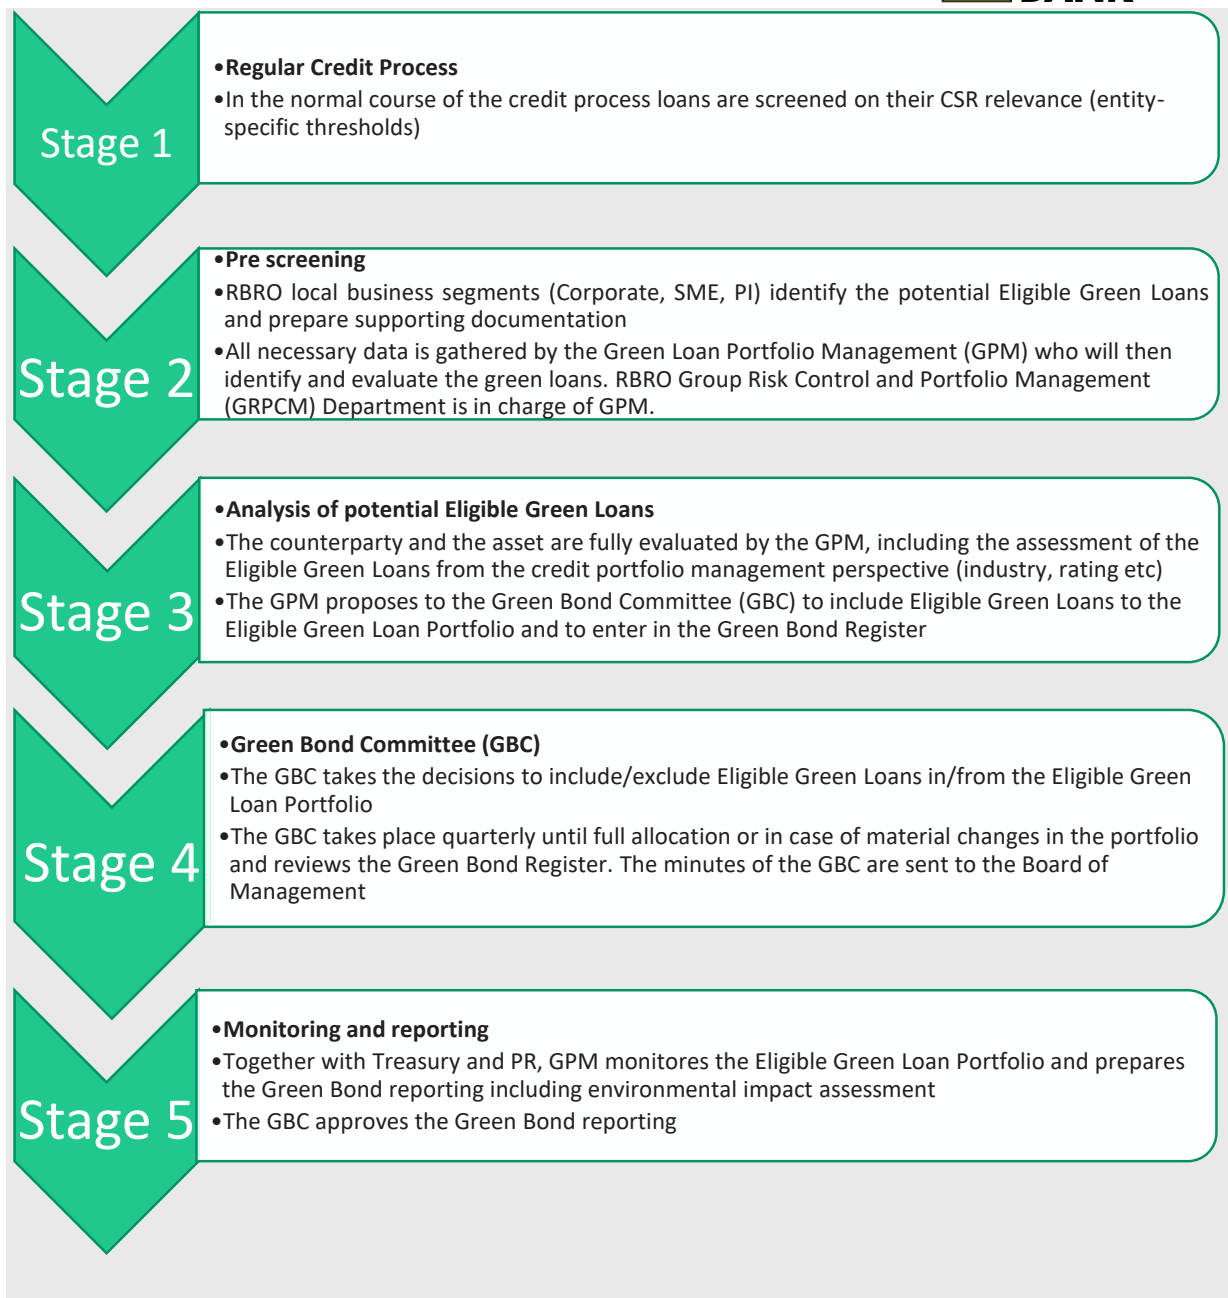 •Regular Credit Process
•In the normal course of the credit process loans are screened on their CSR relevance (entity-
specific thresholds)
Stage 1
•Pre screening
•RBRO local business segments (Corporate, SME, PI) identify the potential Eligible Green Loans
and prepare supporting documentation
•All necessary data is gathered by the Green Loan Portfolio Management (GPM) who will then
identify and evaluate the green loans. RBRO Group Risk Control and Portfolio Management
(GRPCM) Department is in charge of GPM.
Stage 2
•Analysis of potential Eligible Green Loans
•The counterparty and the asset are fully evaluated by the GPM, including the assessment of the
Eligible Green Loans from the credit portfolio management perspective (industry, rating etc)
•The GPM proposes to the Green Bond Committee (GBC) to include Eligible Green Loans to the
Eligible Green Loan Portfolio and to enter in the Green Bond Register
Stage 3
•Green Bond Committee (GBC)
•The GBC takes the decisions to include/exclude Eligible Green Loans in/from the Eligible Green
Loan Portfolio
•The GBC takes place quarterly until full allocation or in case of material changes in the portfolio
and reviews the Green Bond Register. The minutes of the GBC are sent to the Board of
Management
Stage 4
•Monitoring and reporting
•Together with Treasury and PR, GPM monitores the Eligible Green Loan Portfolio and prepares
the Green Bond reporting including environmental impact assessment
•The GBC approves the Green Bond reporting
Stage 5